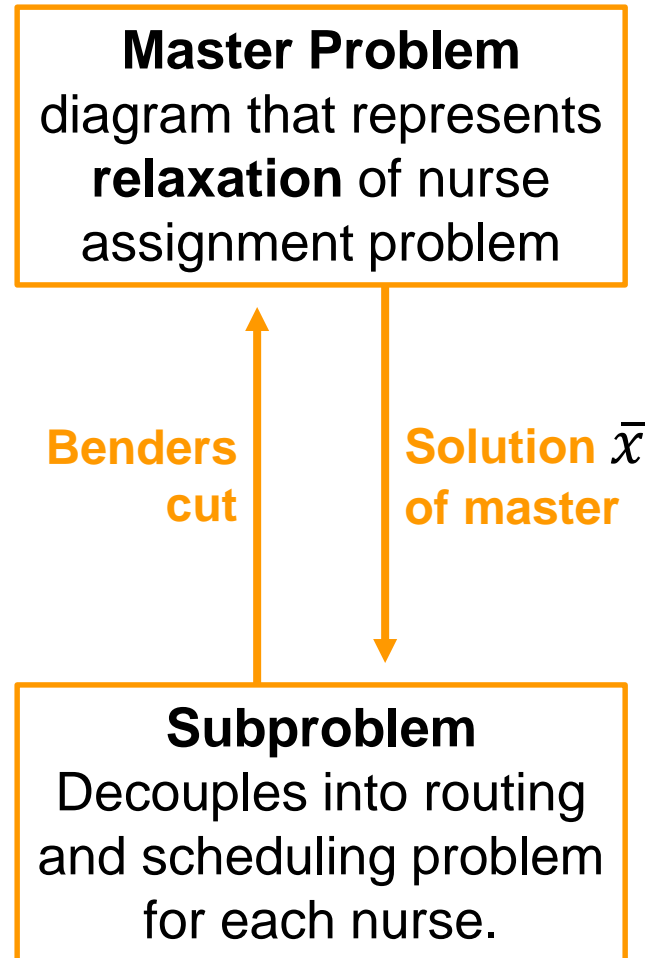 Master Problem
diagram that represents
relaxation of nurse
assignment problem
Benders
cut
Solution x̄
of master
Subproblem
Decouples into routing
and scheduling problem
for each nurse.